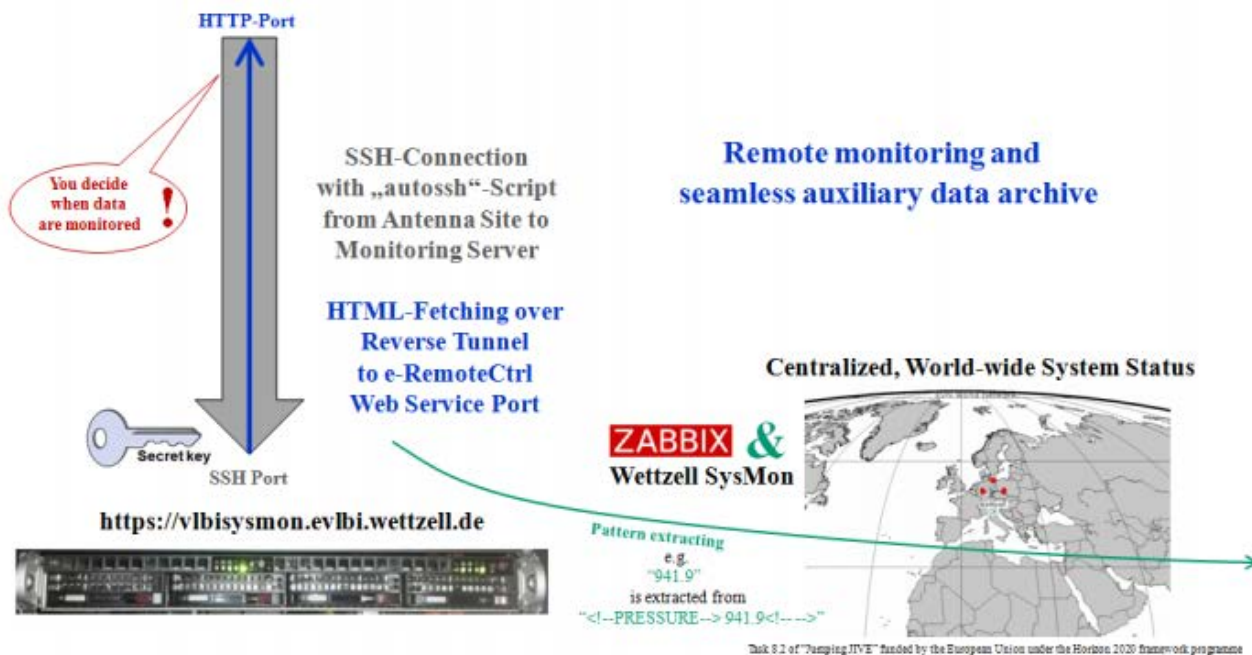 HTTP-Port
You decide
when data
are monitored
!
SSH-Connection
with „autossh“-Script
from Antenna Site to
Monitoring Server
Remote monitoring and
seamless auxiliary data archive
HTML-Fetching over
Reverse Tunnel
to e-RemoteCtrl
Web Service Port
Secret key
SSH Port
Centralized, World-wide System Status
ZABBIX &
Wettzell SysMon
https://vlbisysmon.evlbi.wettzell.de
Pattern extracting
e.g.
“941.9”
is extracted from
“<!--PRESSURE--> 941.9<!-- -->”
Task 8.2 of "Jumping JIVE" funded by the European Union under the Horizon 2020 framework programme